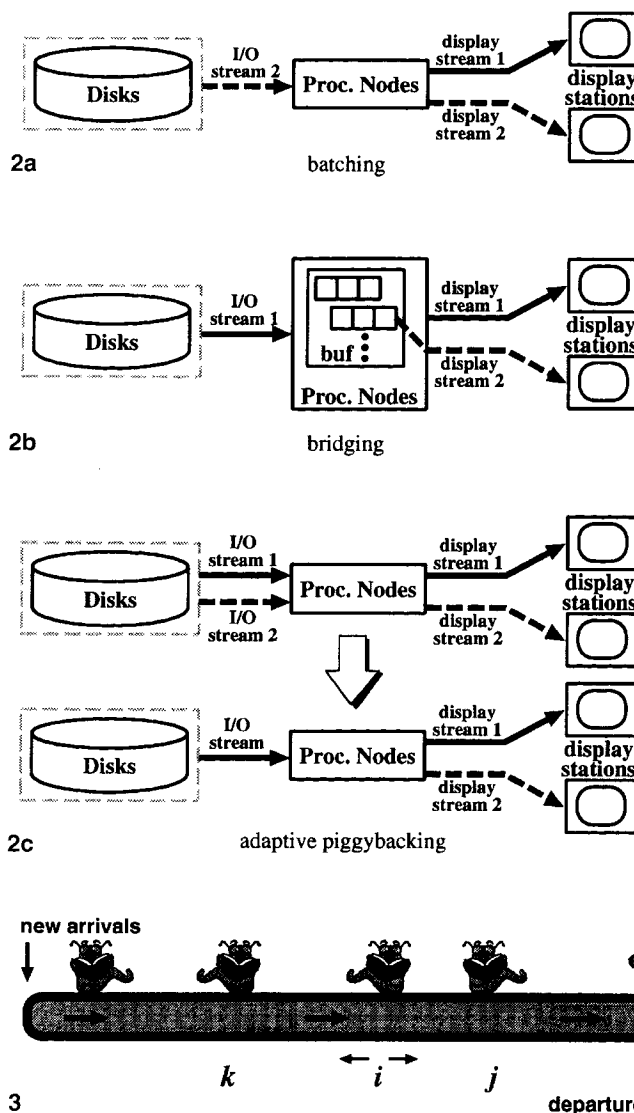 I/O
stream 2
display
stream 1
Disks
Proc. Nodes
display
stations
display
stream 2
2a
batching
I/O
stream 1
display
stream 1
Disks
buf
Proc. Nodes
display
stations
display
stream 2
2b
bridging
I/O
stream 1
display
stream 1
Disks
Proc. Nodes
display
stations
I/O
stream 2
display
stream 2
I/O
stream
display
stream 1
Disks
Proc. Nodes
display
stations
display
stream 2
2c
adaptive piggybacking
new arrivals
k
i
j
3
departure